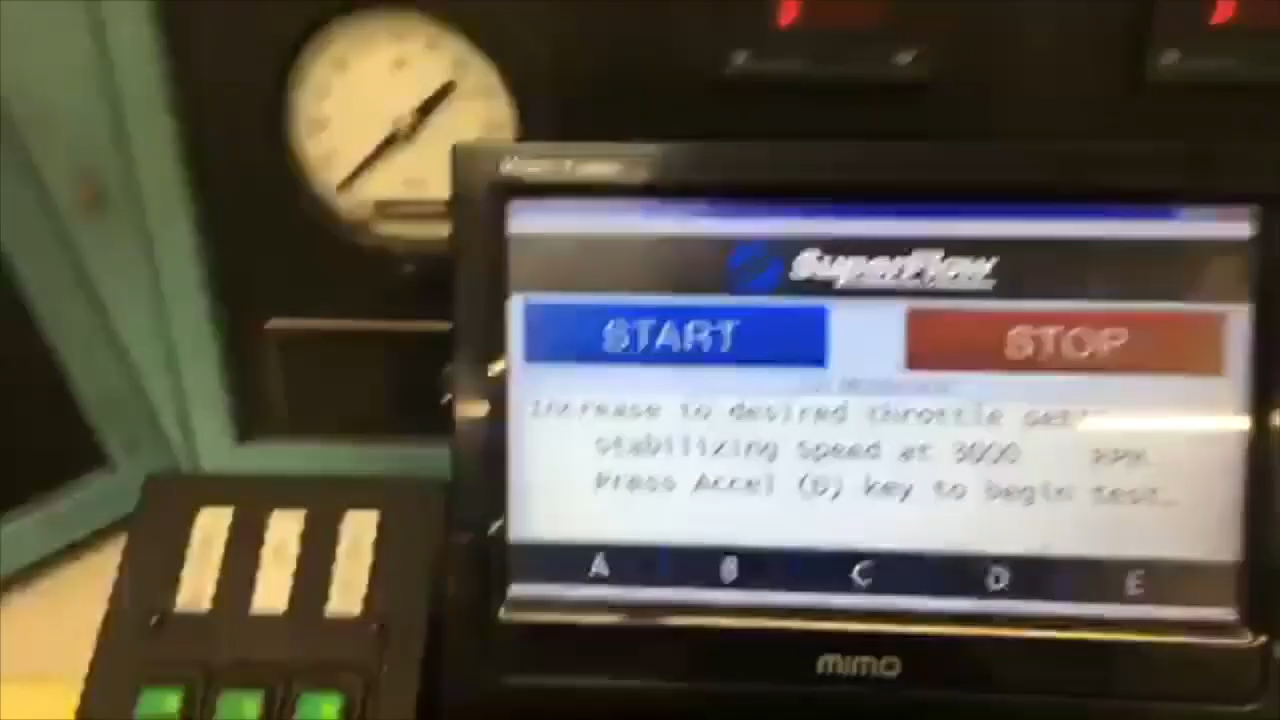 SuperFlow
START STOP
Increase to desired throttle
stabilizing speed at 3000 RPM
Press Accel key to begin test
A B C D E
mimo